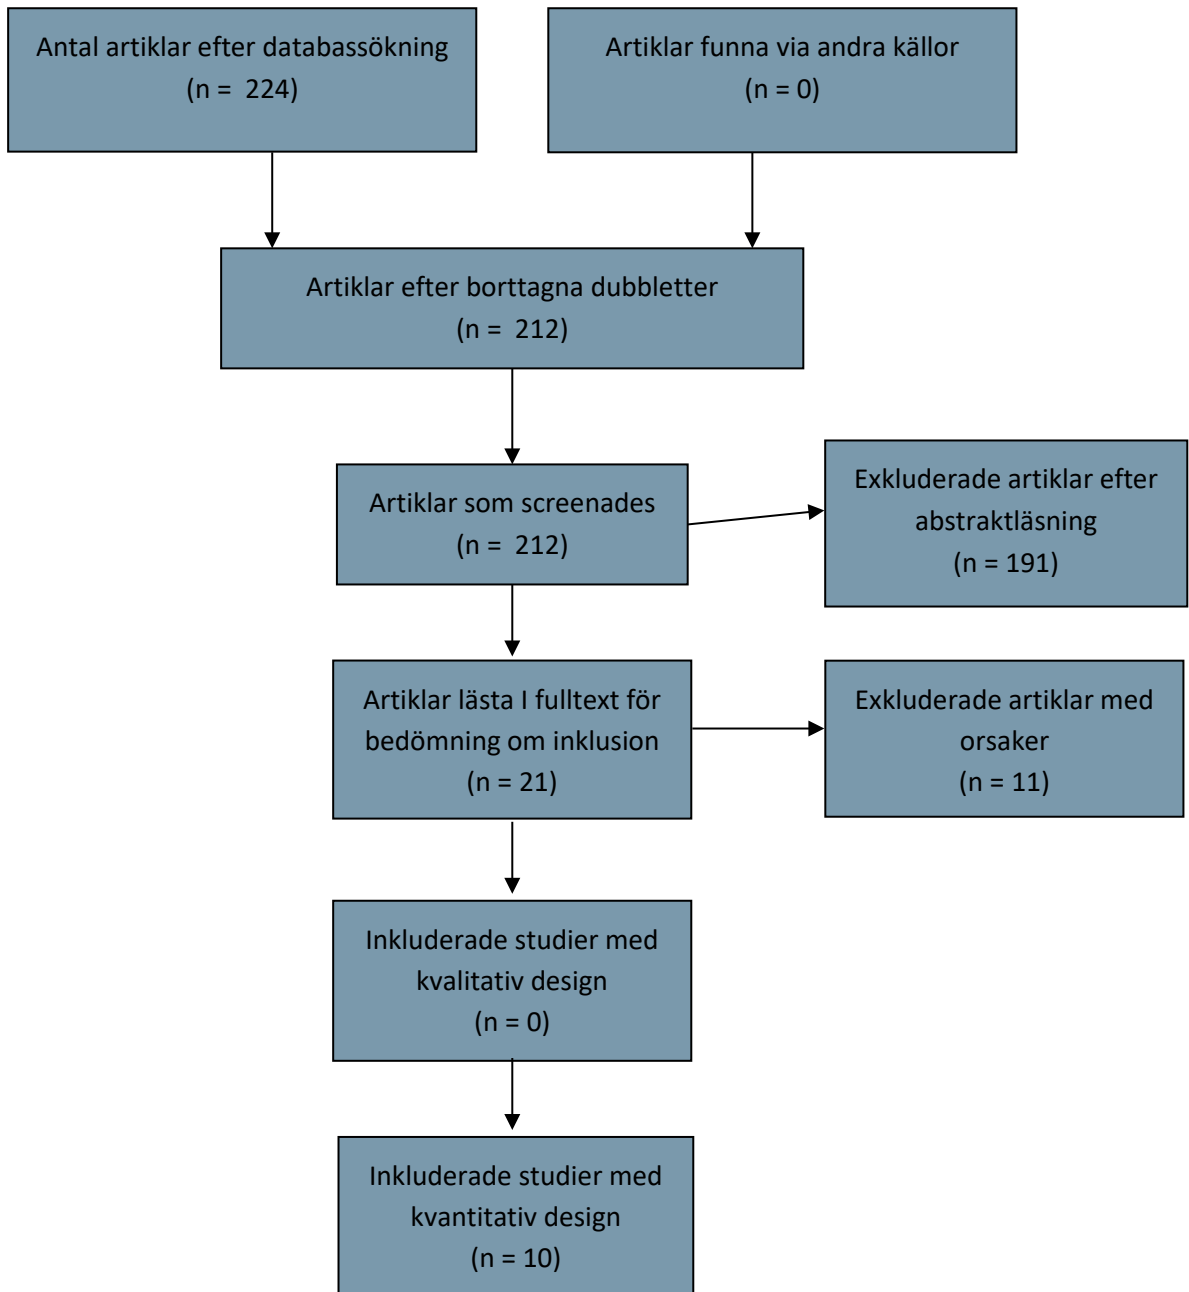 Antal artiklar efter databassökning
(n =  224)
Artiklar funna via andra källor
(n = 0)
Artiklar efter borttagna dubbletter
(n =  212)
Artiklar som screenades
(n =  212)
Exkluderade artiklar efter
abstraktläsning
(n = 191)
Artiklar lästa I fulltext för
bedömning om inklusion
(n = 21)
Exkluderade artiklar med
orsaker
(n = 11)
Inkluderade studier med
kvalitativ design
(n = 0)
Inkluderade studier med
kvantitativ design
(n = 10)